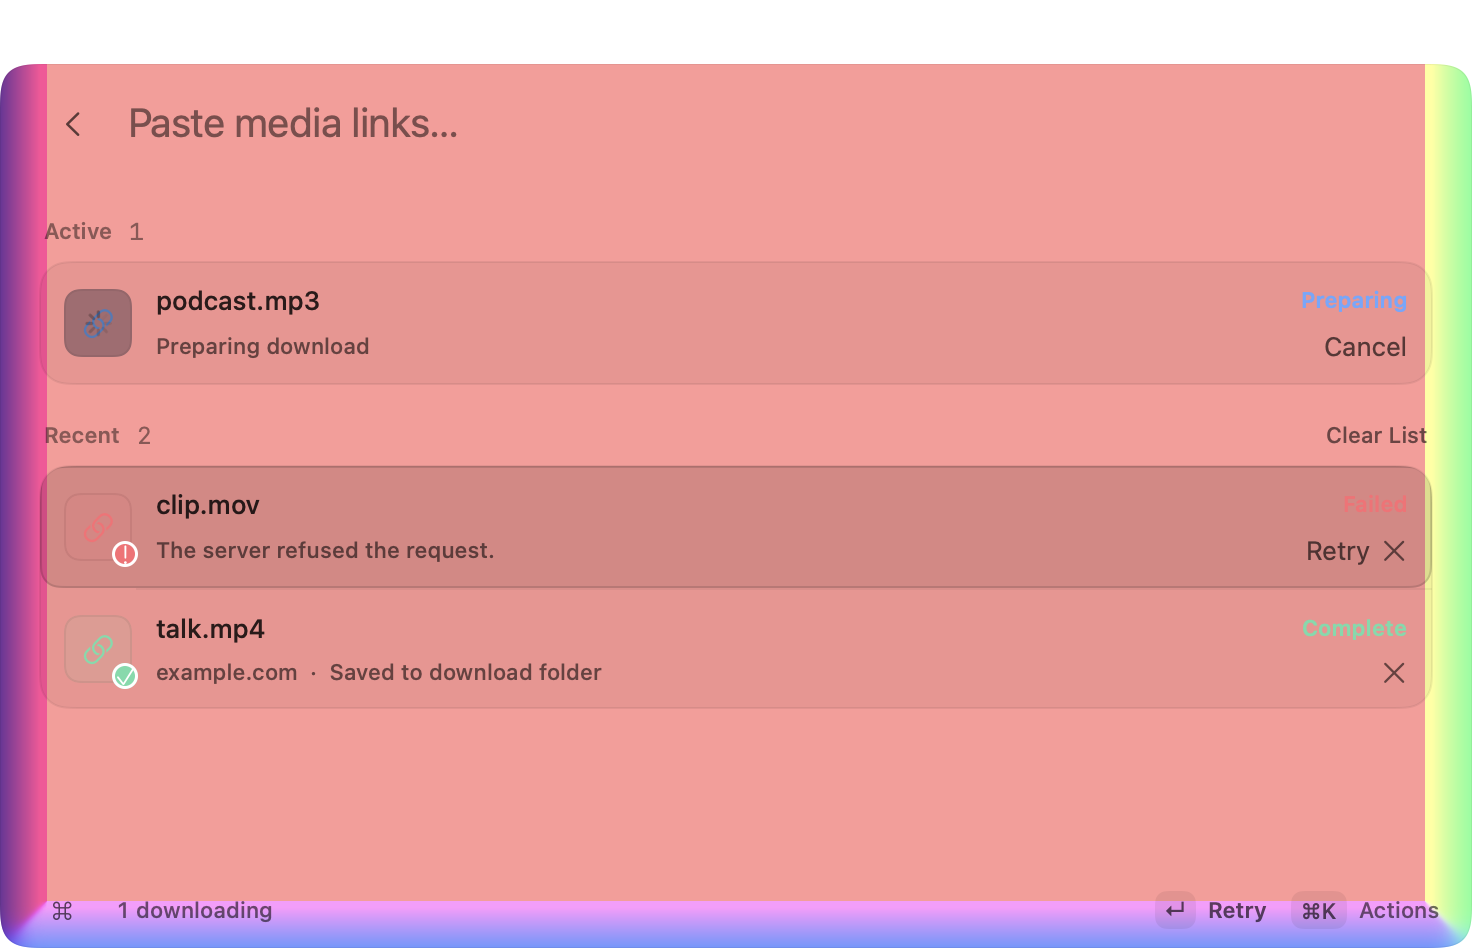 Paste media links...
Active 1
podcast.mp3
Preparing
Preparing download
Cancel
Recent 2
Clear List
clip.mov
Failed
The server refused the request.
Retry
talk.mp4
Complete
example.com · Saved to download folder
⌘ 1 downloading
↵ Retry ⌘K Actions